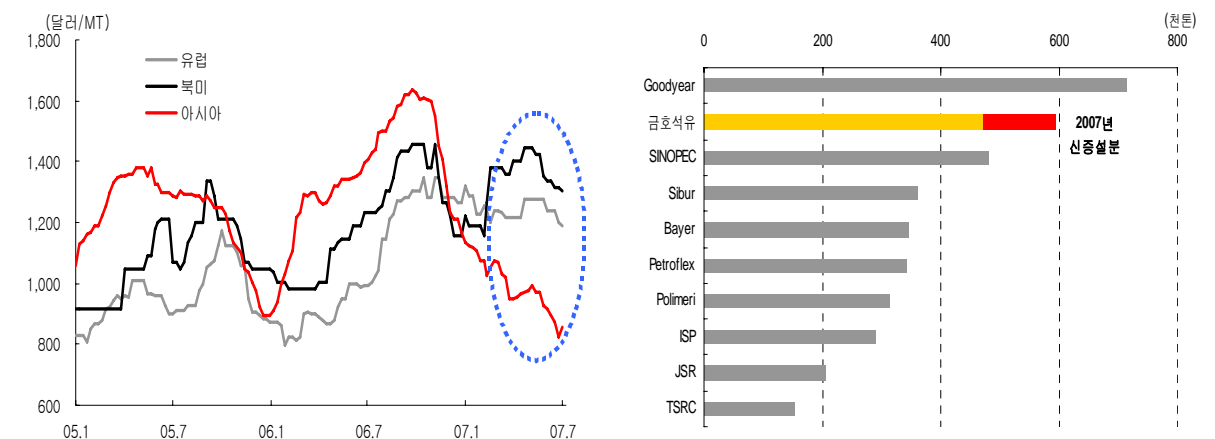 (달러/MT)
1,800
1,600
1,400
1,200
1,000
800
600
유럽
북미
아시아
05.1 05.7 06.1 06.7 07.1 07.7
(천톤)
0 200 400 600 800
Goodyear
금호석유
2007년
신증설분
SINOPEC
Sibur
Bayer
Petroflex
Polimeri
ISP
JSR
TSRC